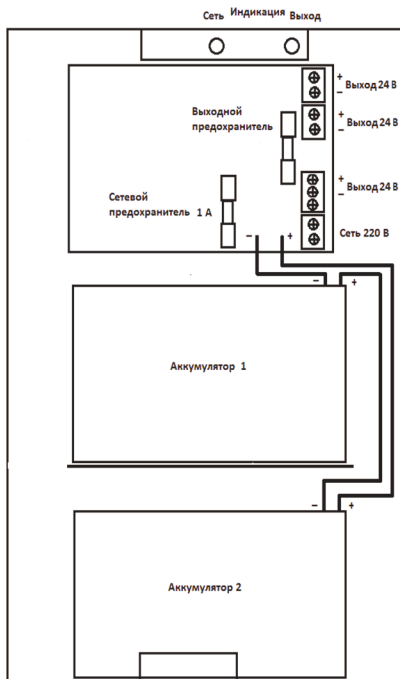 Сеть Индикация Выход
+
− Выход 24 В
Выходной
предохранитель
+
− Выход 24 В
Сетевой
предохранитель 1 А
+
− Выход 24 В
− +
Сеть 220 В
− +
Аккумулятор 1
− +
Аккумулятор 2